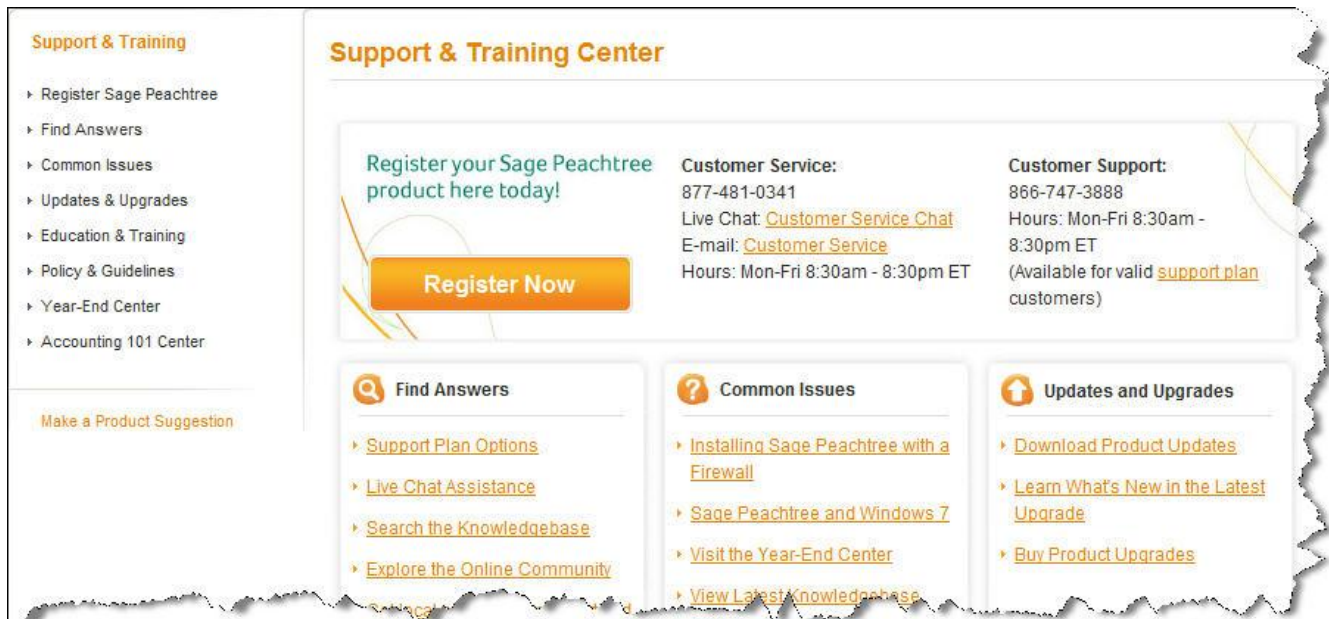 Support & Training
Register Sage Peachtree
Find Answers
Common Issues
Updates & Upgrades
Education & Training
Policy & Guidelines
Year-End Center
Accounting 101 Center
Make a Product Suggestion
Support & Training Center
Register your Sage Peachtree
product here today!
Register Now
Customer Service:
877-481-0341
Live Chat: Customer Service Chat
E-mail: Customer Service
Hours: Mon-Fri 8:30am - 8:30pm ET
Customer Support:
866-747-3888
Hours: Mon-Fri 8:30am -
8:30pm ET
(Available for valid support plan
customers)
Find Answers
Support Plan Options
Live Chat Assistance
Search the Knowledgebase
Explore the Online Community
Common Issues
Installing Sage Peachtree with a
Firewall
Sage Peachtree and Windows 7
Visit the Year-End Center
View Latest Knowledgebase
Updates and Upgrades
Download Product Updates
Learn What's New in the Latest
Upgrade
Buy Product Upgrades